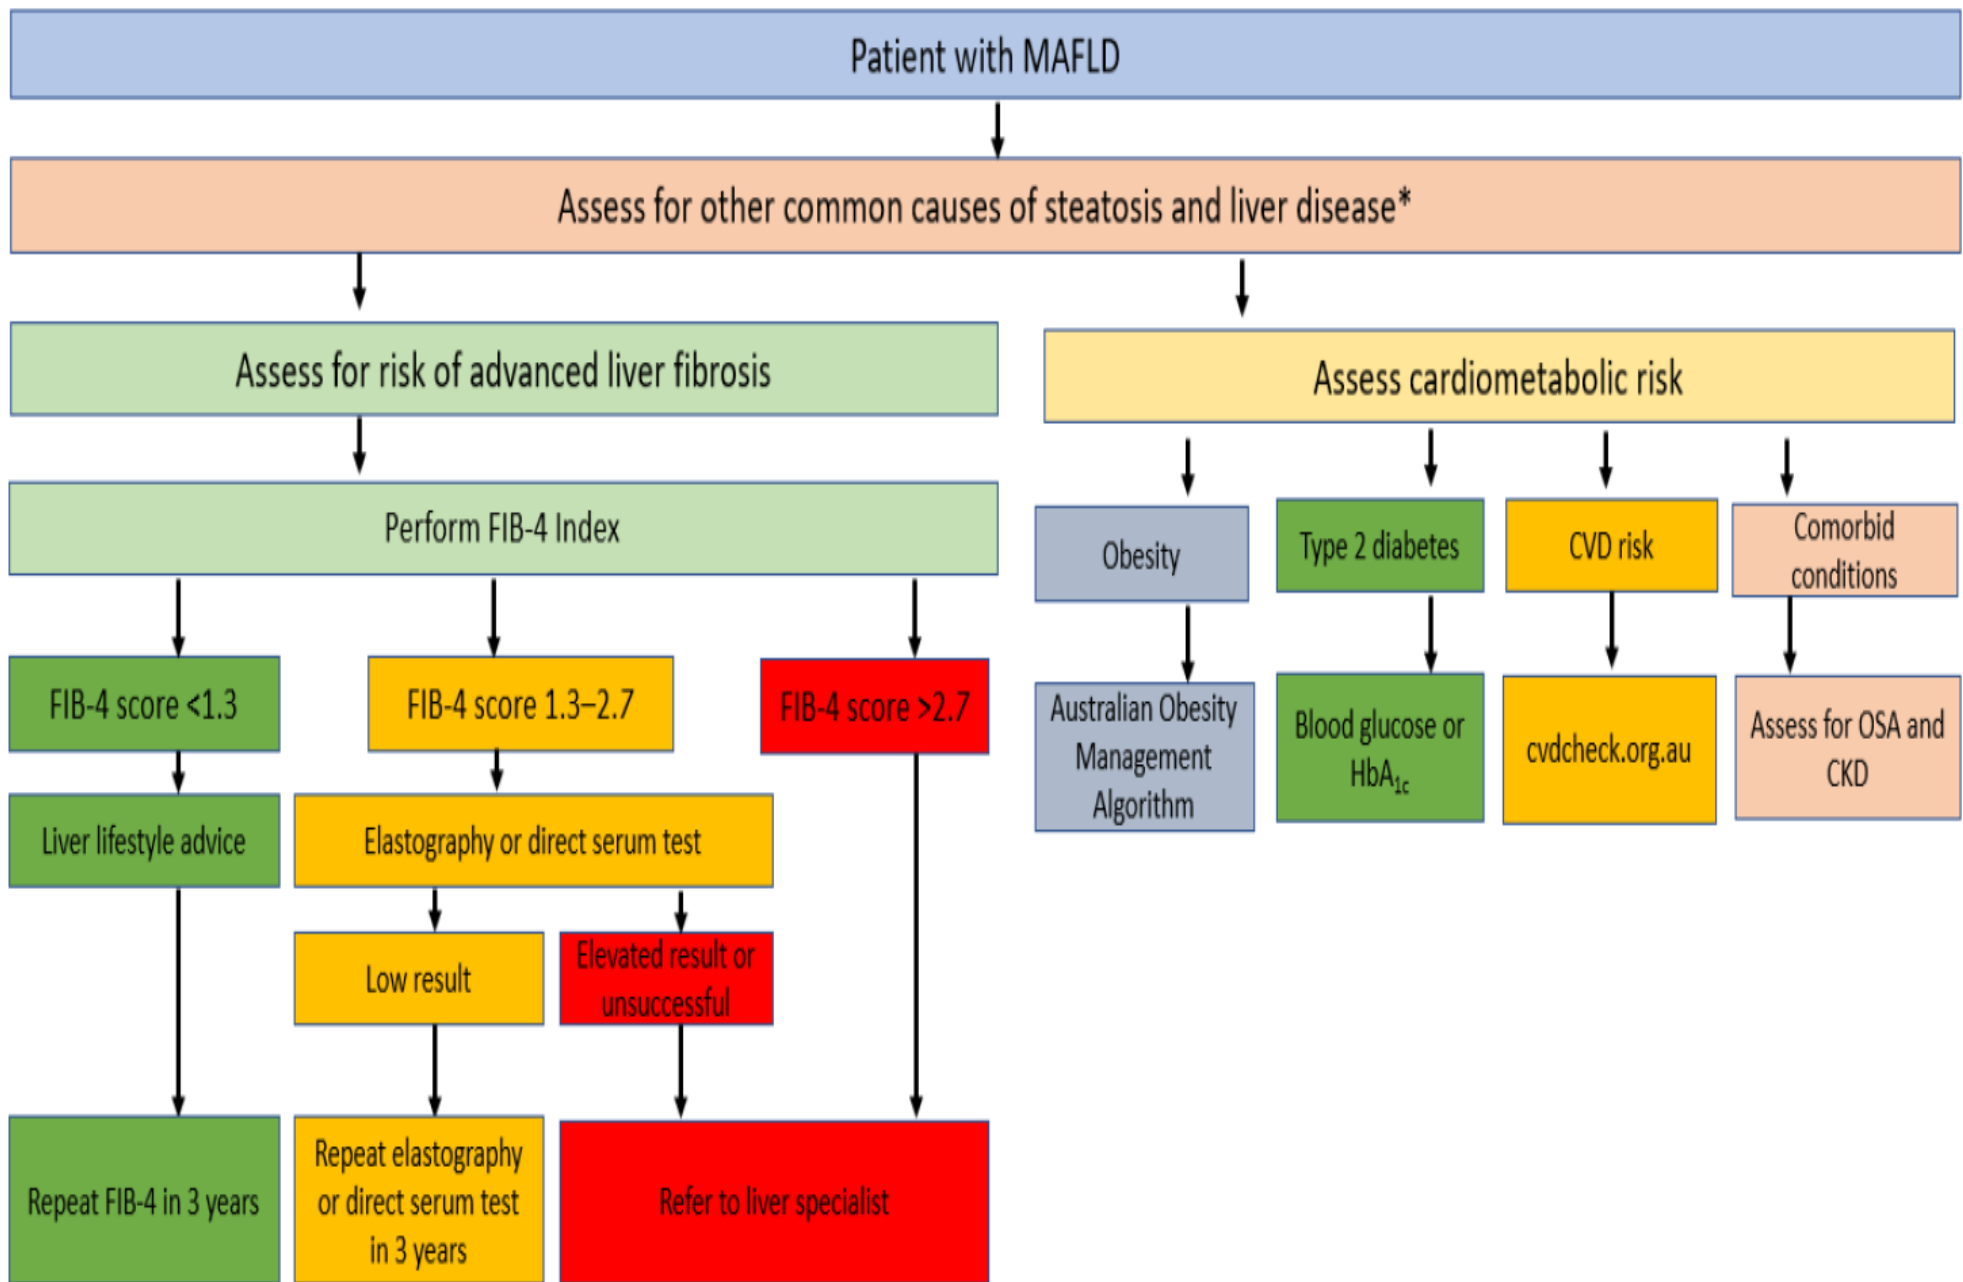 Patient with MAFLD
Assess for other common causes of steatosis and liver disease*
Assess for risk of advanced liver fibrosis
Perform FIB-4 Index
FIB-4 score <1.3
Liver lifestyle advice
Repeat FIB-4 in 3 years
FIB-4 score 1.3–2.7
Elastography or direct serum test
Low result
Repeat elastography
or direct serum test
in 3 years
Elevated result or
unsuccessful
FIB-4 score >2.7
Refer to liver specialist
Assess cardiometabolic risk
Obesity
Australian Obesity
Management
Algorithm
Type 2 diabetes
Blood glucose or
HbA1c
CVD risk
cvdcheck.org.au
Comorbid
conditions
Assess for OSA and
CKD